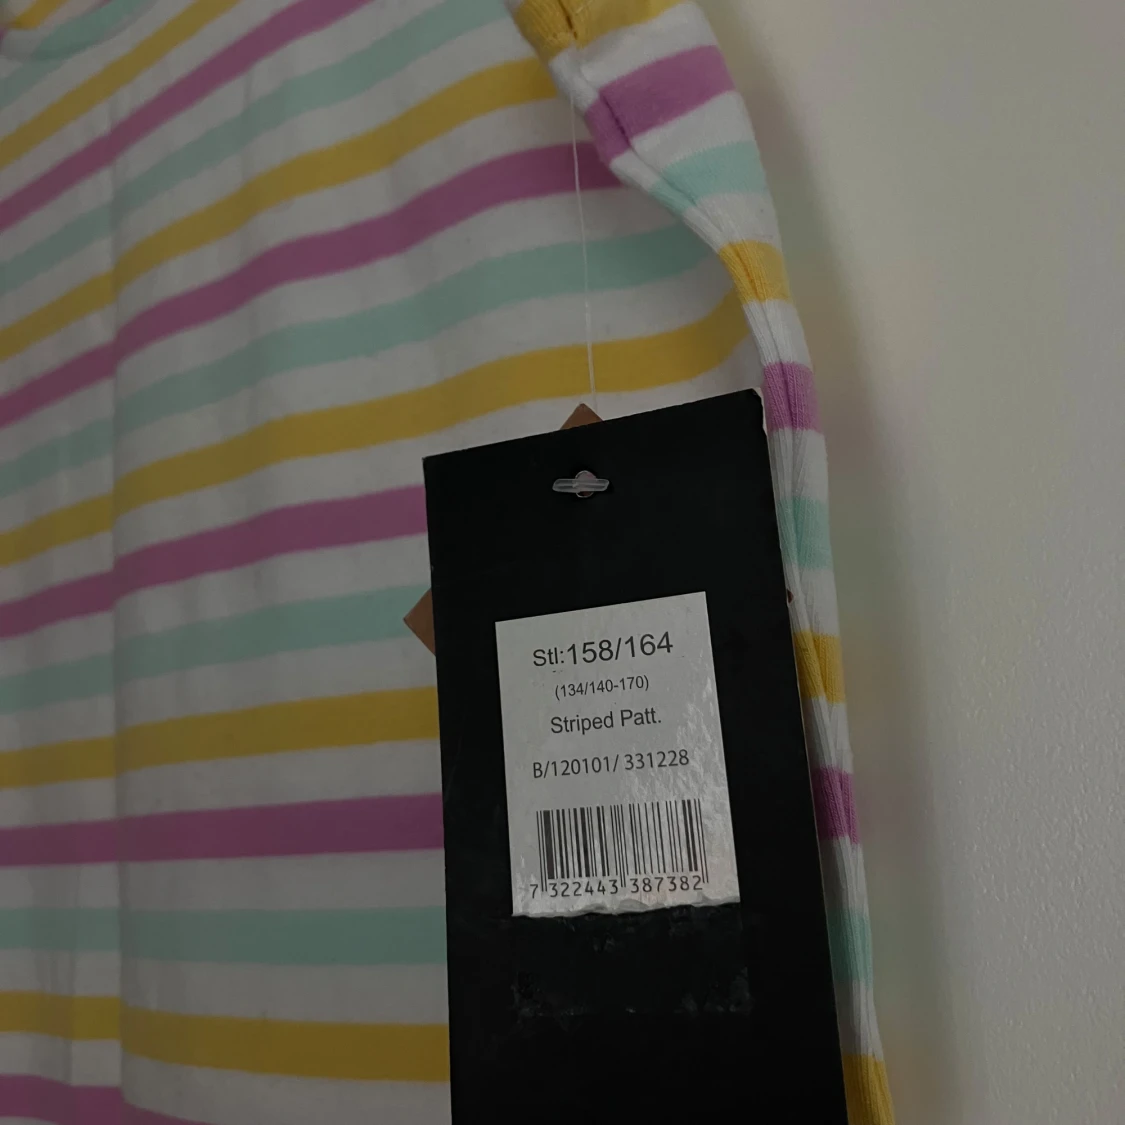 Stl:158/164
(134/140-170)
Striped Patt.
B/120101/ 331228
7 322443 387382